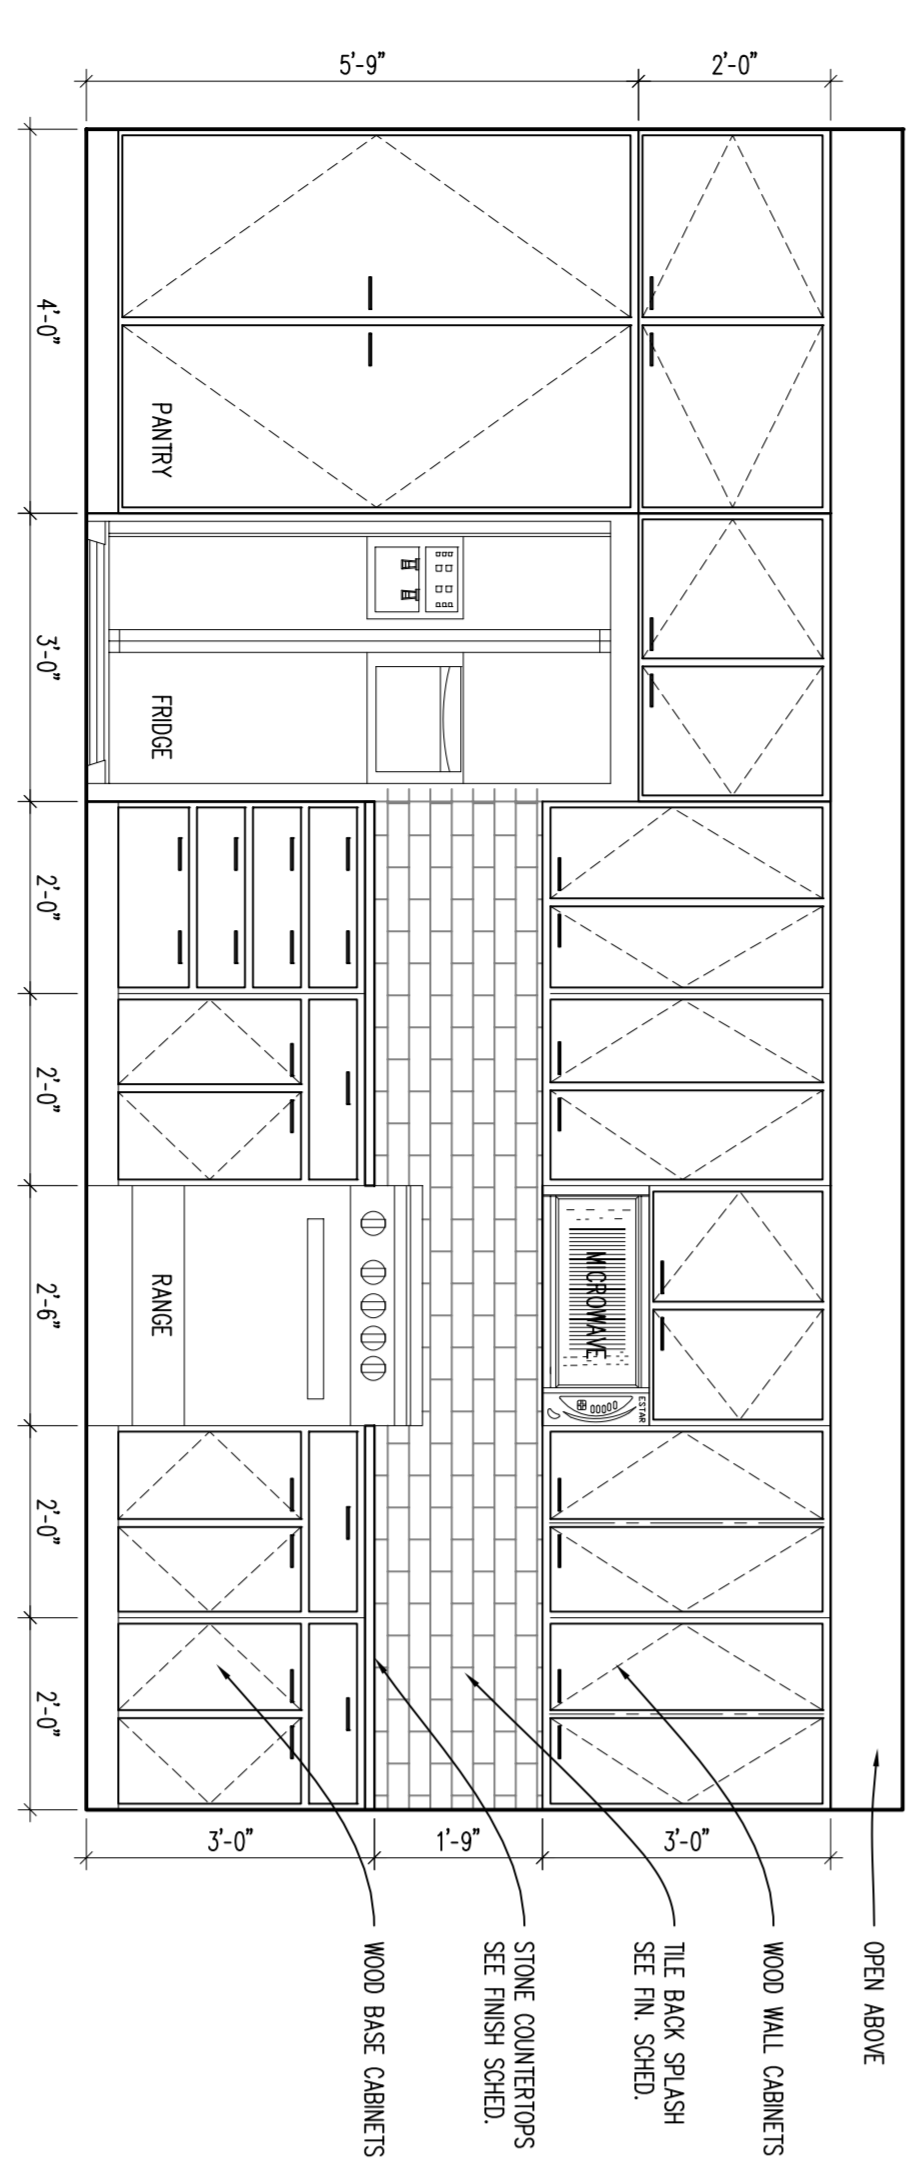 OPEN ABOVE
WOOD WALL CABINETS
TILE BACK SPLASH
SEE FIN. SCHED.
STONE COUNTERTOPS
SEE FINISH SCHED.
WOOD BASE CABINETS
2'-0"
5'-9"
3'-0"
1'-9"
3'-0"
MICROWAVE
ESTAR
PANTRY
FRIDGE
RANGE
4'-0"
3'-0"
2'-0"
2'-0"
2'-6"
2'-0"
2'-0"